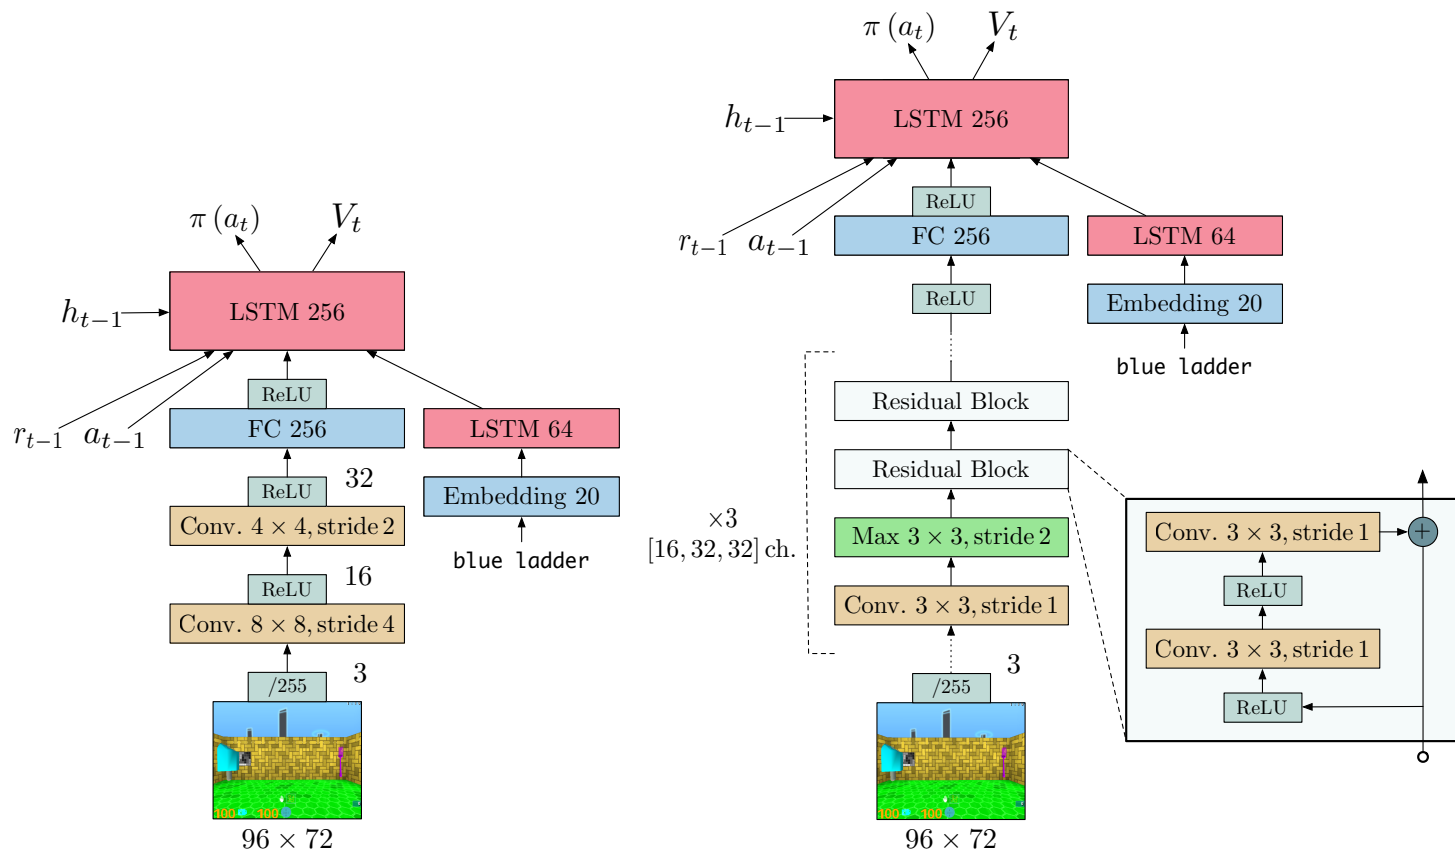 π (a_t) V_t
LSTM 256
h_{t−1}
ReLU
r_{t−1} a_{t−1}
FC 256
LSTM 64
32
ReLU
Embedding 20
Conv. 4 × 4, stride 2
blue ladder
16
ReLU
Conv. 8 × 8, stride 4
3
/255
100 100
96 × 72
π (a_t) V_t
LSTM 256
h_{t−1}
ReLU
r_{t−1} a_{t−1}
FC 256
LSTM 64
ReLU
Embedding 20
blue ladder
Residual Block
Residual Block
×3
[16, 32, 32] ch.
Max 3 × 3, stride 2
Conv. 3 × 3, stride 1
3
/255
100 100
96 × 72
Conv. 3 × 3, stride 1
+
ReLU
Conv. 3 × 3, stride 1
ReLU